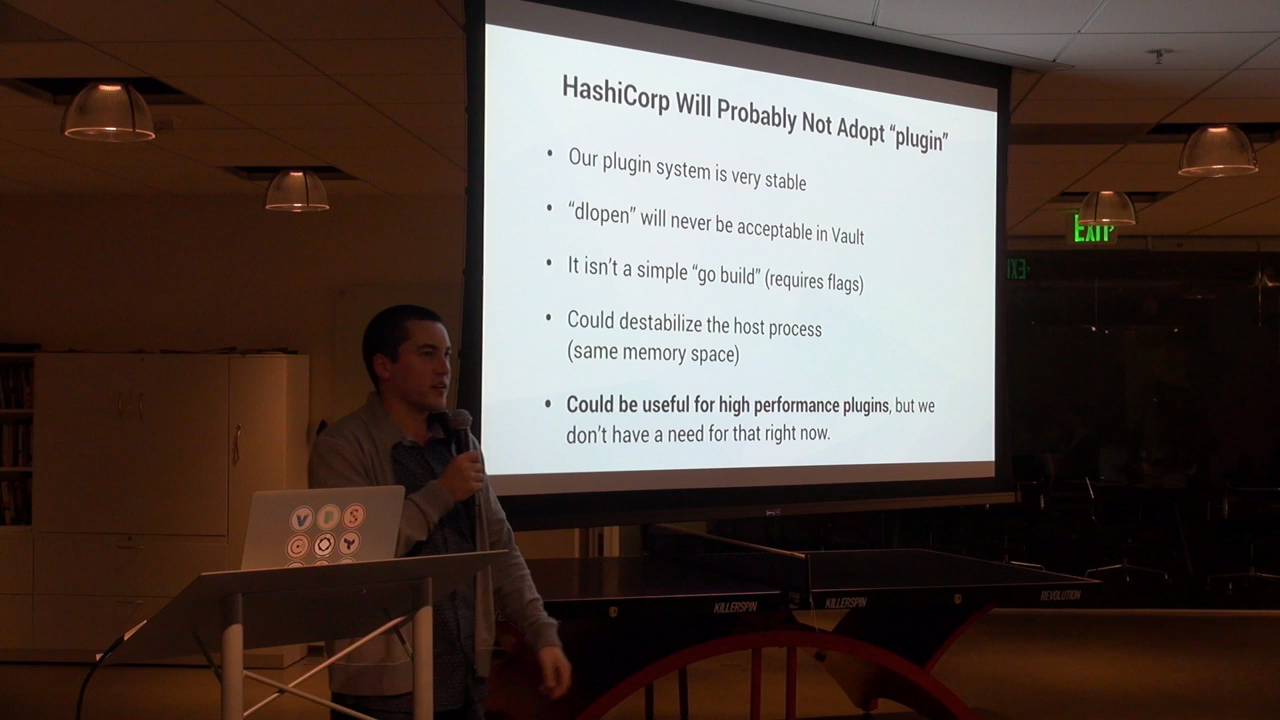 HashiCorp Will Probably Not Adopt “plugin”
• Our plugin system is very stable
• “dlopen” will never be acceptable in Vault
• It isn’t a simple “go build” (requires flags)
• Could destabilize the host process
(same memory space)
• Could be useful for high performance plugins, but we
don’t have a need for that right now.
EXIT
EXI
KILLERSPIN
KILLERSPIN
REVOLUTION